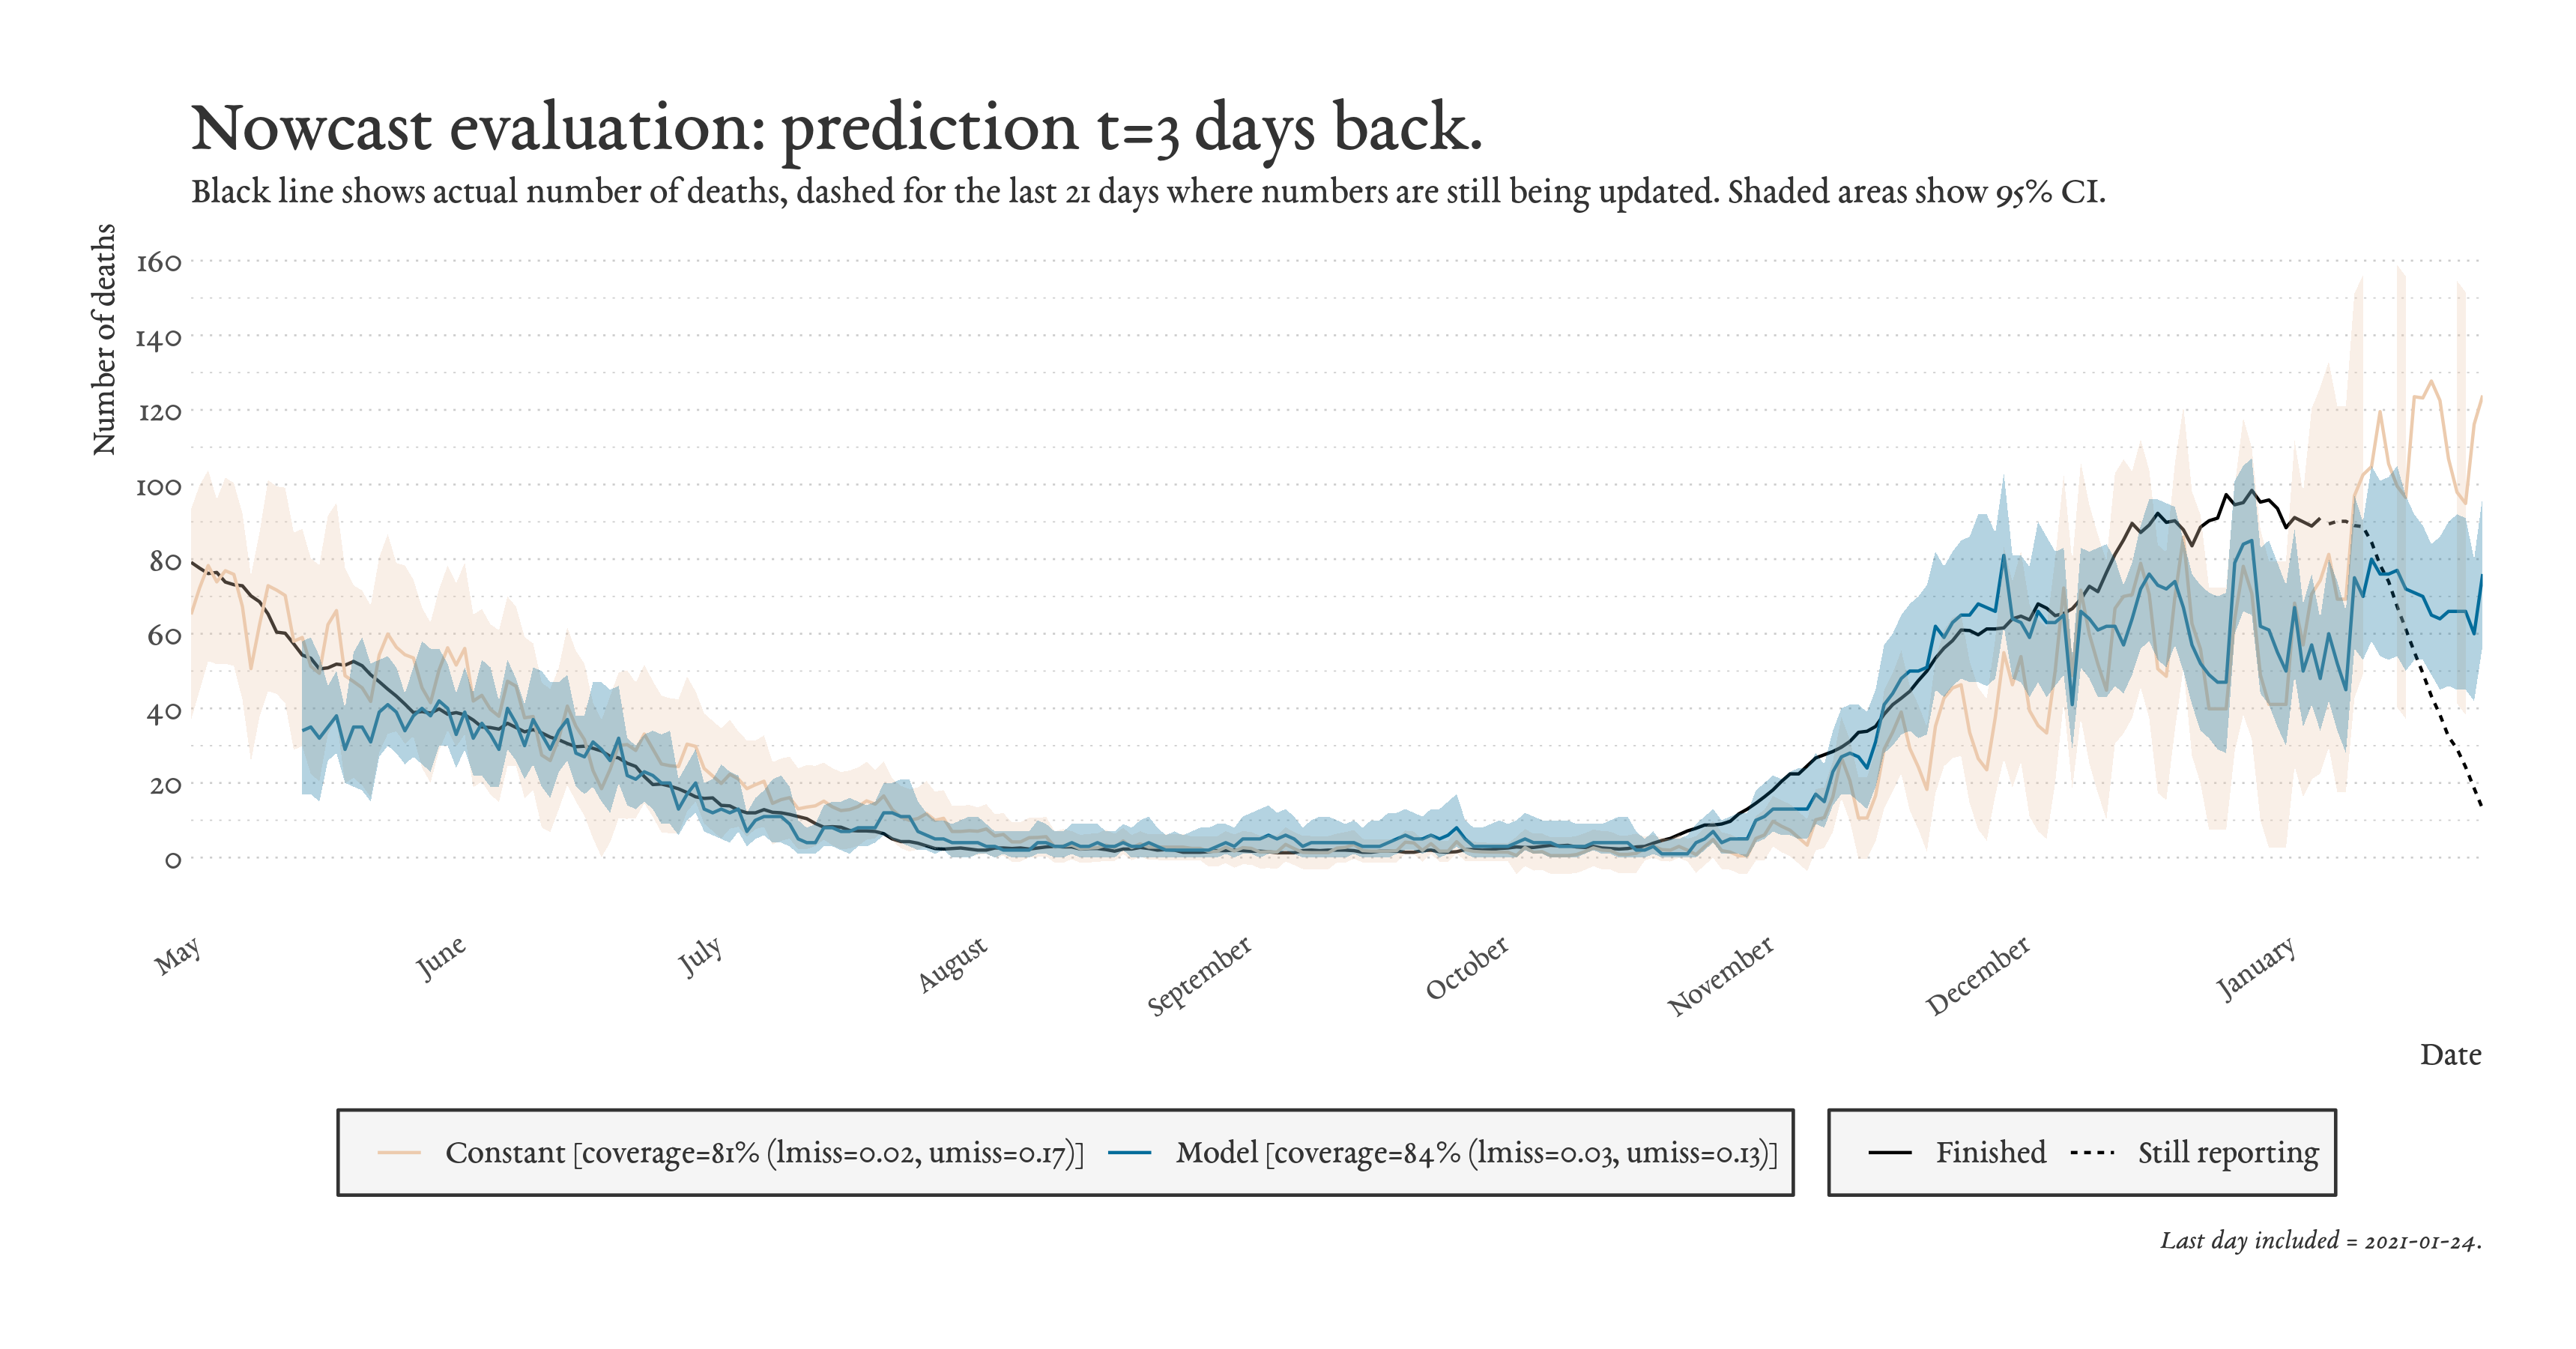 Nowcast evaluation: prediction t=3 days back.
Black line shows actual number of deaths, dashed for the last 21 days where numbers are still being updated. Shaded areas show 95% CI.
Number of deaths
160
140
120
100
80
60
40
20
0
May
June
July
August
September
October
November
December
January
Date
Constant [coverage=81% (lmiss=0.02, umiss=0.17)]
Model [coverage=84% (lmiss=0.03, umiss=0.13)]
Finished
Still reporting
Last day included = 2021-01-24.